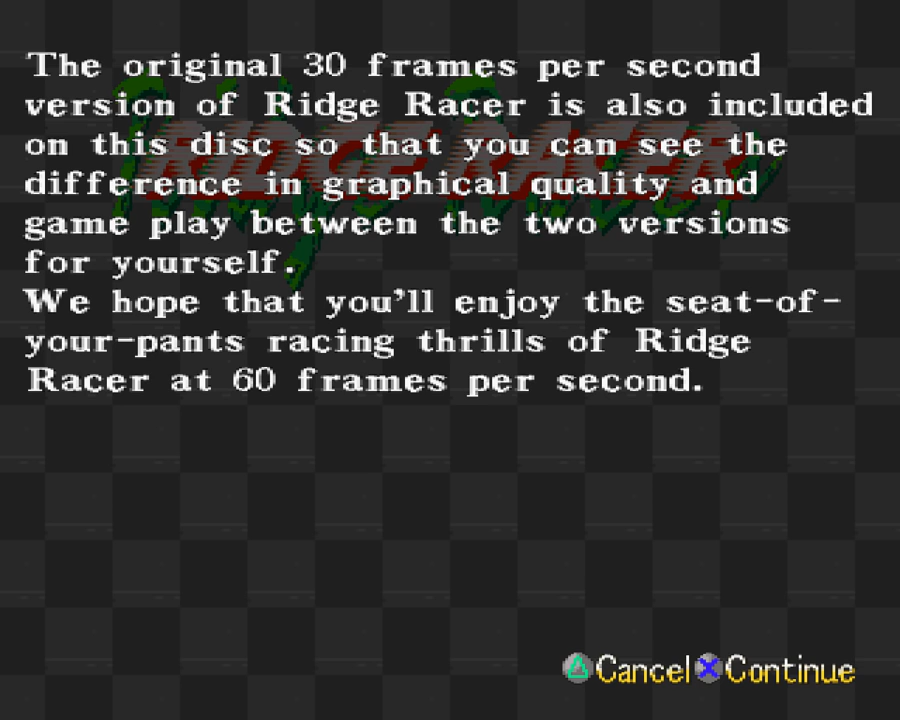 The original 30 frames per second
version of Ridge Racer is also included
on this disc so that you can see the
difference in graphical quality and
game play between the two versions
for yourself.
We hope that you'll enjoy the seat-of-
your-pants racing thrills of Ridge
Racer at 60 frames per second.
RIDGE RACER
Cancel Continue